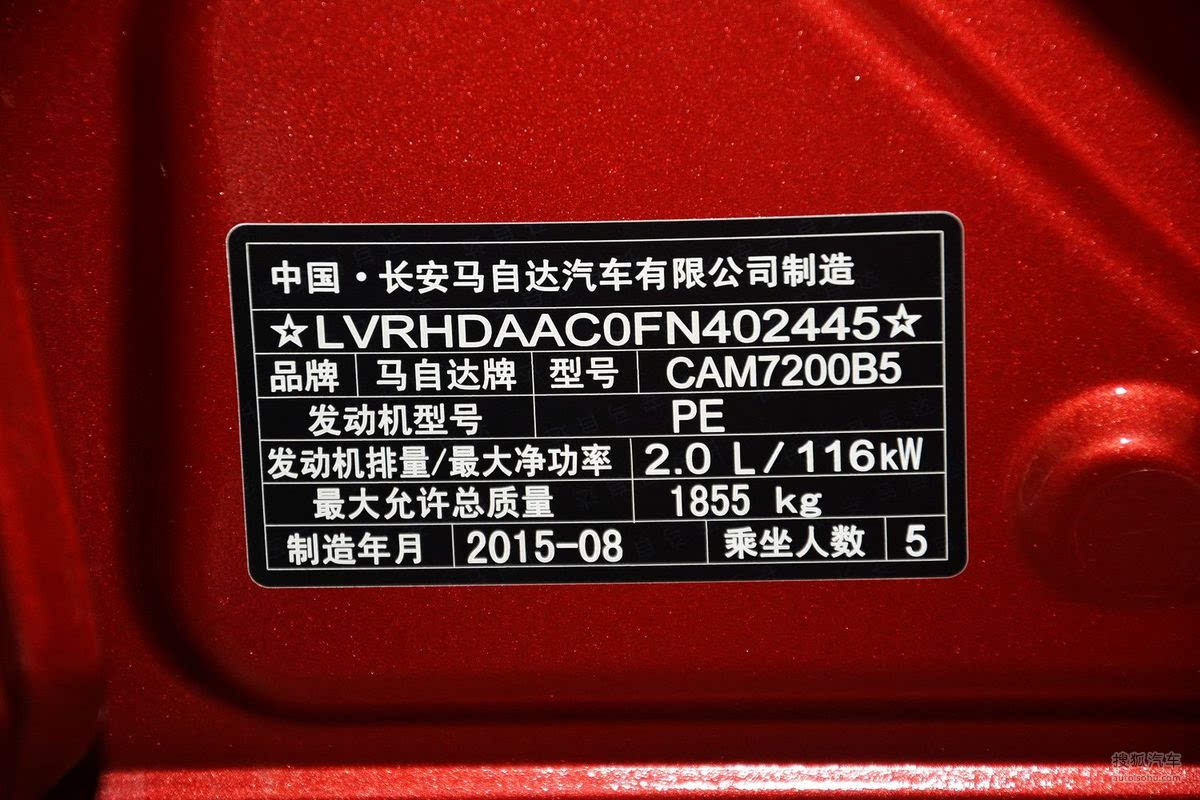 中国·长安马自达汽车有限公司制造
☆LVRHDAAC0FN402445☆
品牌 马自达牌 型号 CAM7200B5
发动机型号 PE
发动机排量/最大净功率 2.0 L/116kW
最大允许总质量 1855 kg
制造年月 2015-08 乘坐人数 5
搜狐汽车
auto.sohu.com